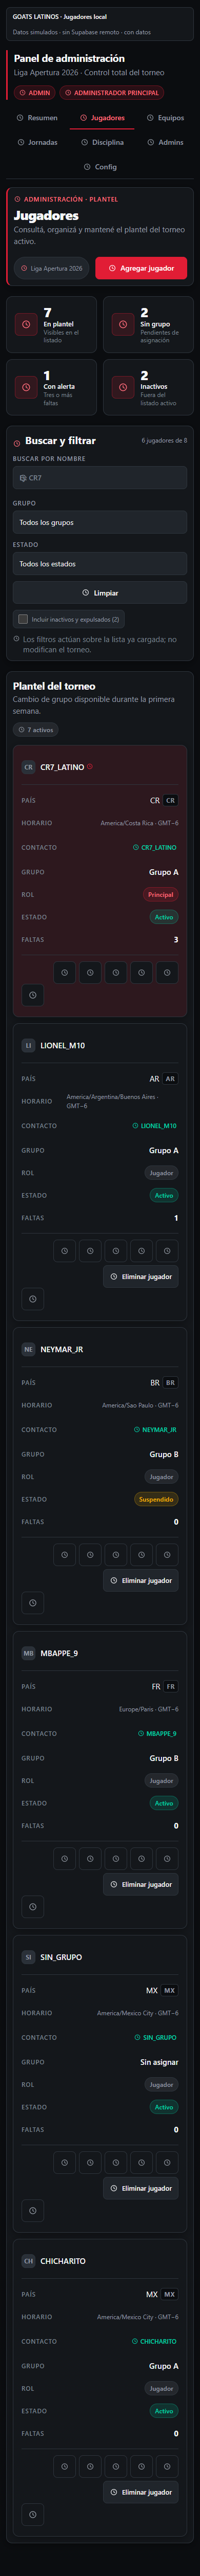 GOATS LATINOS · Jugadores local
Datos simulados · sin Supabase remoto · con datos
Panel de administración
Liga Apertura 2026 · Control total del torneo
ADMIN
ADMINISTRADOR PRINCIPAL
Resumen
Jugadores
Equipos
Jornadas
Disciplina
Admins
Config
ADMINISTRACIÓN · PLANTEL
Jugadores
Consultá, organizá y mantené el plantel del torneo
activo.
Liga Apertura 2026
Agregar jugador
7
En plantel
Visibles en el
listado
2
Sin grupo
Pendientes de
asignación
1
Con alerta
Tres o más
faltas
2
Inactivos
Fuera del
listado activo
Buscar y filtrar
6 jugadores de 8
BUSCAR POR NOMBRE
CR7
GRUPO
Todos los grupos
ESTADO
Todos los estados
Limpiar
Incluir inactivos y expulsados (2)
Los filtros actúan sobre la lista ya cargada; no
modifican el torneo.
Plantel del torneo
Cambio de grupo disponible durante la primera
semana.
7 activos
CR CR7_LATINO
PAÍS CR CR
HORARIO America/Costa Rica · GMT-6
CONTACTO CR7_LATINO
GRUPO Grupo A
ROL Principal
ESTADO Activo
FALTAS 3
LI LIONEL_M10
PAÍS AR AR
HORARIO America/Argentina/Buenos Aires ·
GMT-6
CONTACTO LIONEL_M10
GRUPO Grupo A
ROL Jugador
ESTADO Activo
FALTAS 1
Eliminar jugador
NE NEYMAR_JR
PAÍS BR BR
HORARIO America/Sao Paulo · GMT-6
CONTACTO NEYMAR_JR
GRUPO Grupo B
ROL Jugador
ESTADO Suspendido
FALTAS 0
Eliminar jugador
MB MBAPPE_9
PAÍS FR FR
HORARIO Europe/Paris · GMT-6
CONTACTO MBAPPE_9
GRUPO Grupo B
ROL Jugador
ESTADO Activo
FALTAS 0
Eliminar jugador
SI SIN_GRUPO
PAÍS MX MX
HORARIO America/Mexico City · GMT-6
CONTACTO SIN_GRUPO
GRUPO Sin asignar
ROL Jugador
ESTADO Activo
FALTAS 0
Eliminar jugador
CH CHICHARITO
PAÍS MX MX
HORARIO America/Mexico City · GMT-6
CONTACTO CHICHARITO
GRUPO Grupo A
ROL Jugador
ESTADO Activo
FALTAS 0
Eliminar jugador